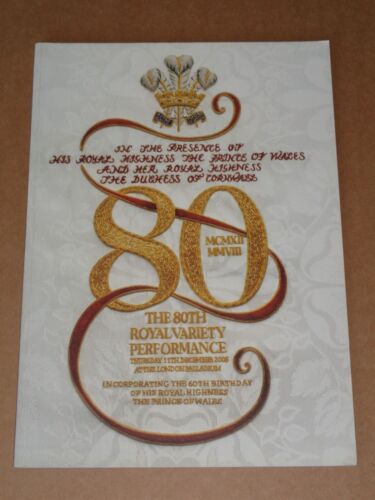 IN THE PRESENCE OF
HIS ROYAL HIGHNESS THE PRINCE OF WALES
AND HER ROYAL HIGHNESS
THE DUCHESS OF CORNWALL
80
MCMXII
MMVIII
THE 80TH
ROYAL VARIETY
PERFORMANCE
THURSDAY 11TH DECEMBER 2008
AT THE LONDON PALLADIUM
INCORPORATING THE 60TH BIRTHDAY
OF HIS ROYAL HIGHNESS
THE PRINCE OF WALES